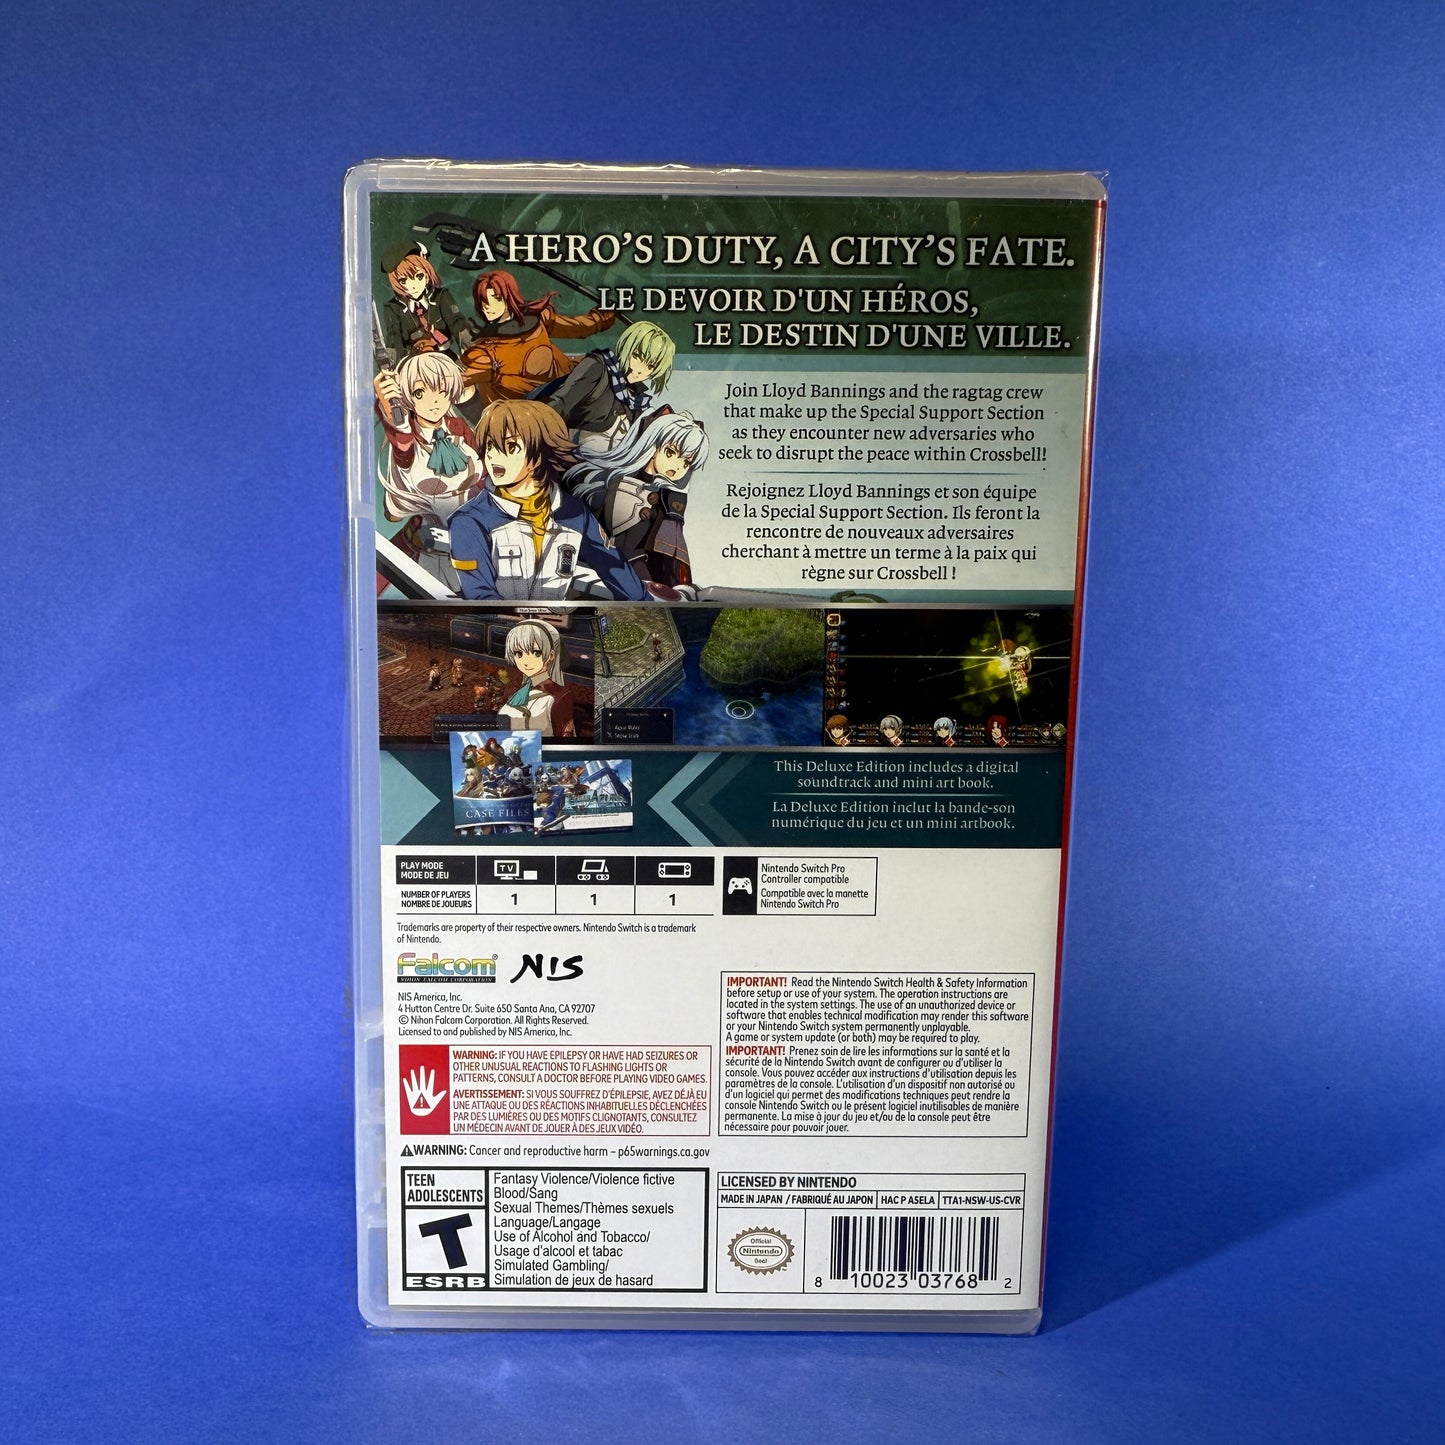 A HERO'S DUTY, A CITY'S FATE.
LE DEVOIR D'UN HÉROS,
LE DESTIN D'UNE VILLE.
Join Lloyd Bannings and the ragtag crew
that make up the Special Support Section
as they encounter new adversaries who
seek to disrupt the peace within Crossbell!
Rejoignez Lloyd Bannings et son équipe
de la Special Support Section. Ils feront la
rencontre de nouveaux adversaires
cherchant à mettre un terme à la paix qui
règne sur Crossbell !
CASE FILES
This Deluxe Edition includes a digital
soundtrack and mini art book.
La Deluxe Edition inclut la bande-son
numérique du jeu et un mini artbook.
PLAY MODE
MODE DE JEU
TV
NUMBER OF PLAYERS
NOMBRE DE JOUEURS
1 1 1
Nintendo Switch Pro
Controller compatible
Compatible avec la manette
Nintendo Switch Pro
Trademarks are property of their respective owners. Nintendo Switch is a trademark
of Nintendo.
Falcom®
NIHON FALCOM CORPORATION
NIS
NIS America, Inc.
4 Hutton Centre Dr. Suite 650 Santa Ana, CA 92707
© Nihon Falcom Corporation. All Rights Reserved.
Licensed to and published by NIS America, Inc.
WARNING: IF YOU HAVE EPILEPSY OR HAVE HAD SEIZURES OR
OTHER UNUSUAL REACTIONS TO FLASHING LIGHTS OR
PATTERNS, CONSULT A DOCTOR BEFORE PLAYING VIDEO GAMES.
AVERTISSEMENT: SI VOUS SOUFFREZ D'ÉPILEPSIE, AVEZ DÉJÀ EU
UNE ATTAQUE OU DES RÉACTIONS INHABITUELLES DÉCLENCHÉES
PAR DES LUMIÈRES OU DES MOTIFS CLIGNOTANTS, CONSULTEZ
UN MÉDECIN AVANT DE JOUER À DES JEUX VIDÉO.
⚠WARNING: Cancer and reproductive harm – p65warnings.ca.gov
IMPORTANT! Read the Nintendo Switch Health & Safety Information
before setup or use of your system. The operation instructions are
located in the system settings. The use of an unauthorized device or
software that enables technical modification may render this software
or your Nintendo Switch system permanently unplayable.
A game or system update (or both) may be required to play.
IMPORTANT! Prenez soin de lire les informations sur la santé et la
sécurité de la Nintendo Switch avant de configurer ou d'utiliser la
console. Vous pouvez accéder aux instructions d'utilisation depuis les
paramètres de la console. L'utilisation d'un dispositif non autorisé ou
d'un logiciel qui permet des modifications techniques peut rendre la
console Nintendo Switch ou le présent logiciel inutilisables de manière
permanente. La mise à jour du jeu et/ou de la console peut être
nécessaire pour pouvoir jouer.
TEEN
ADOLESCENTS
T
ESRB
Fantasy Violence/Violence fictive
Blood/Sang
Sexual Themes/Thèmes sexuels
Language/Langage
Use of Alcohol and Tobacco/
Usage d'alcool et tabac
Simulated Gambling/
Simulation de jeux de hasard
LICENSED BY NINTENDO
MADE IN JAPAN / FABRIQUÉ AU JAPON HAC P ASELA TTA1-NSW-US-CVR
Official
Nintendo
Seal
8 10023 03768 2